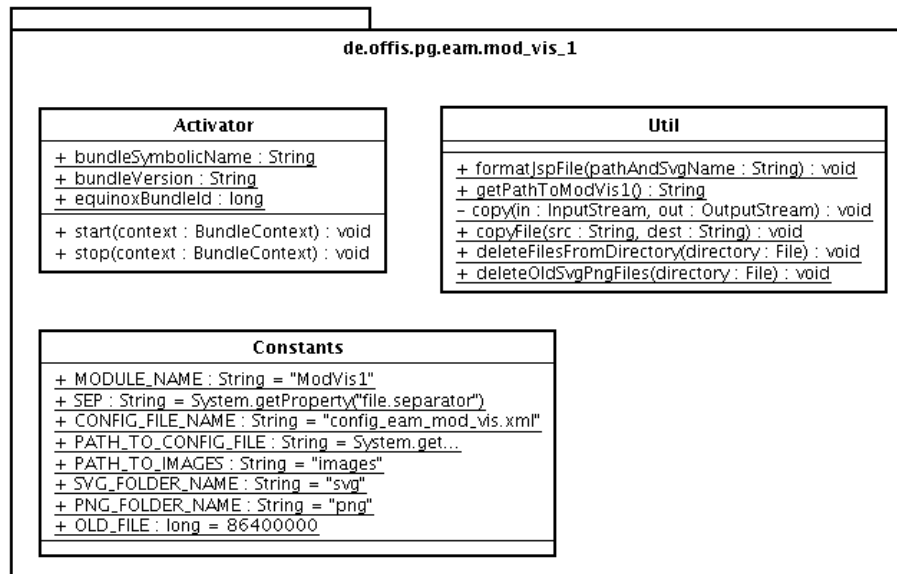 de.offis.pg.eam.mod_vis_1
Activator
+ bundleSymbolicName : String
+ bundleVersion : String
+ equinoxBundleId : long
+ start(context : BundleContext) : void
+ stop(context : BundleContext) : void
Util
+ formatJspFile(pathAndSvgName : String) : void
+ getPathToModVis1() : String
- copy(in : InputStream, out : OutputStream) : void
+ copyFile(src : String, dest : String) : void
+ deleteFilesFromDirectory(directory : File) : void
+ deleteOldSvgPngFiles(directory : File) : void
Constants
+ MODULE_NAME : String = "ModVis1"
+ SEP : String = System.getProperty("file.separator")
+ CONFIG_FILE_NAME : String = "config_eam_mod_vis.xml"
+ PATH_TO_CONFIG_FILE : String = System.get...
+ PATH_TO_IMAGES : String = "images"
+ SVG_FOLDER_NAME : String = "svg"
+ PNG_FOLDER_NAME : String = "png"
+ OLD_FILE : long = 86400000